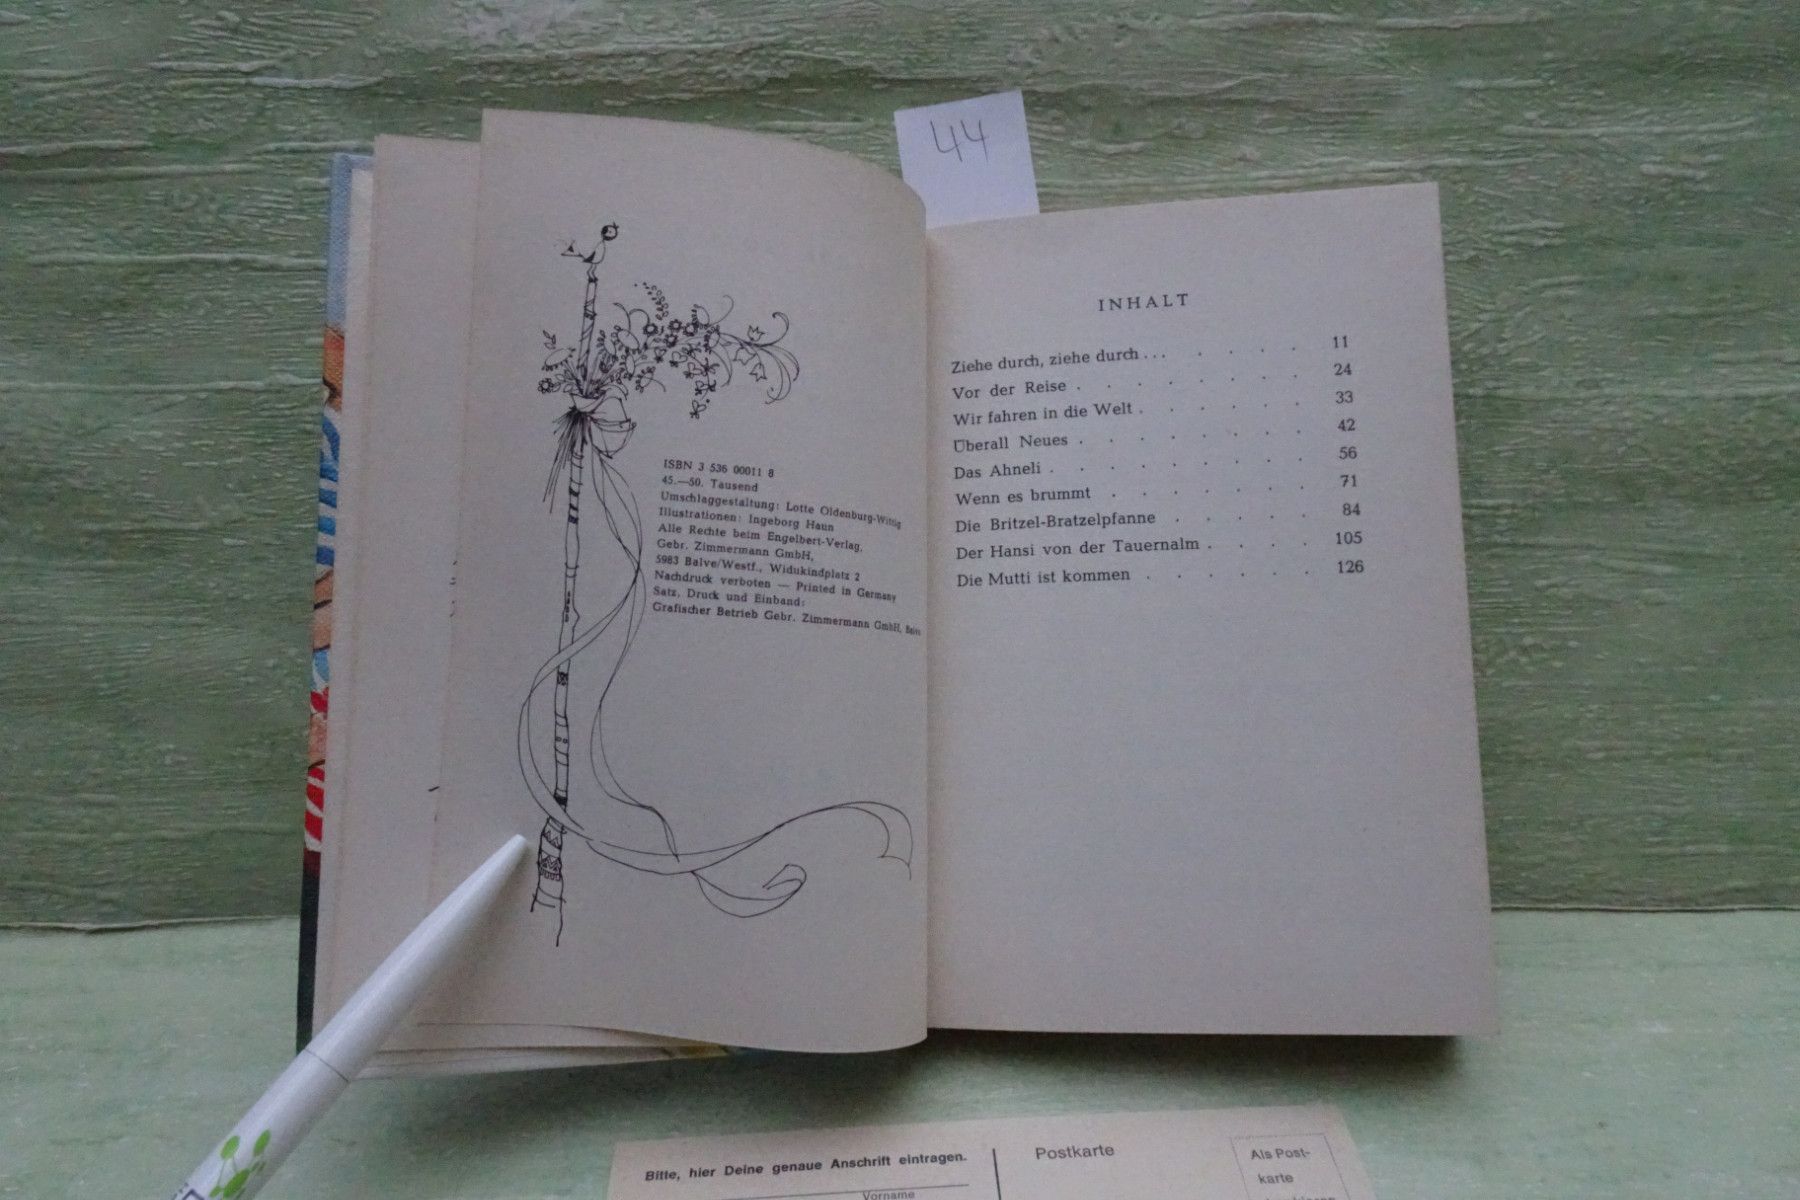 44
ISBN 3 536 00011 8
45.—50. Tausend
Umschlaggestaltung: Lotte Oldenburg-Wittig
Illustrationen: Ingeborg Haun
Alle Rechte beim Engelbert-Verlag,
Gebr. Zimmermann GmbH,
5983 Balve/Westf., Widukindplatz 2
Nachdruck verboten — Printed in Germany
Satz, Druck und Einband:
Grafischer Betrieb Gebr. Zimmermann GmbH, Balve
INHALT
Ziehe durch, ziehe durch . . . . . . . 11
Vor der Reise . . . . . . . . 24
Wir fahren in die Welt . . . . . . 33
Überall Neues . . . . . . . . 42
Das Ahneli . . . . . . . . 56
Wenn es brummt . . . . . . . 71
Die Britzel-Bratzelpfanne . . . . . 84
Der Hansi von der Tauernalm . . . . 105
Die Mutti ist kommen . . . . . . 126
Bitte, hier Deine genaue Anschrift eintragen.
Vorname
Postkarte
Als Post-
karte